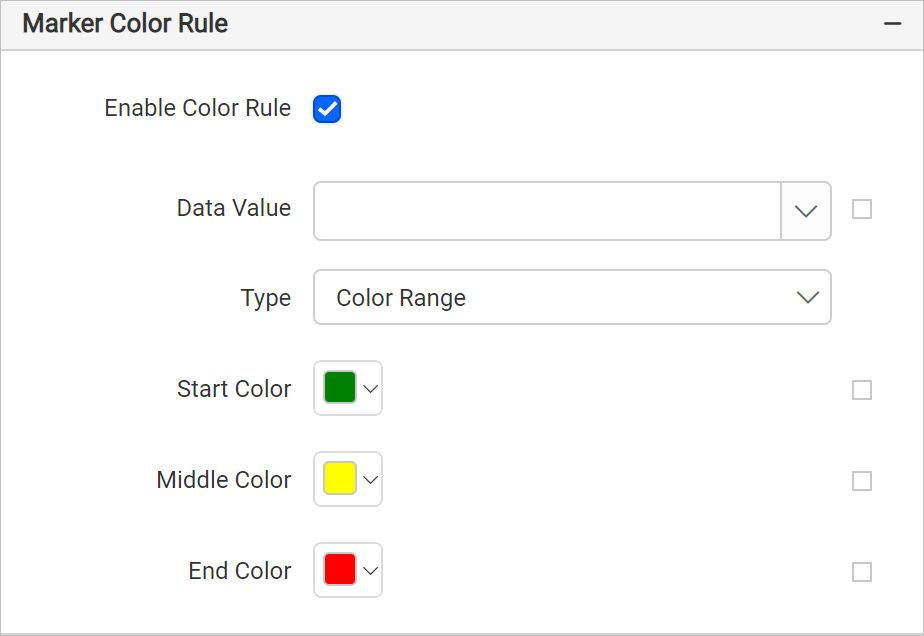 Marker Color Rule
Enable Color Rule
Data Value
Type Color Range
Start Color
Middle Color
End Color